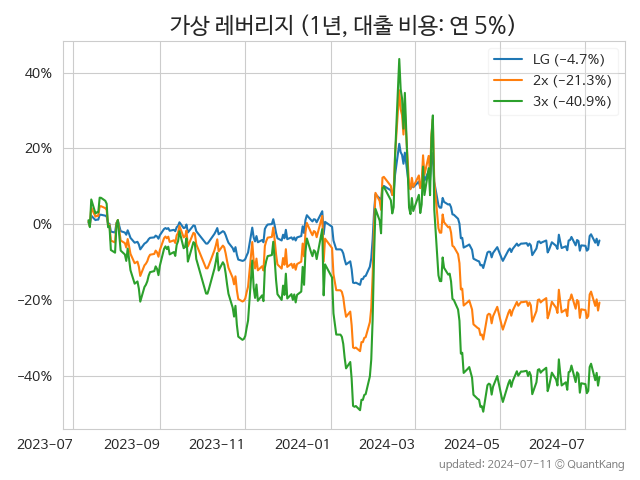 가상 레버리지 (1년, 대출 비용: 연 5%)
LG (−4.7%)
2x (−21.3%)
3x (−40.9%)
40%
20%
0%
−20%
−40%
2023-07
2023-09
2023-11
2024-01
2024-03
2024-05
2024-07
updated: 2024-07-11 ⓒ QuantKang